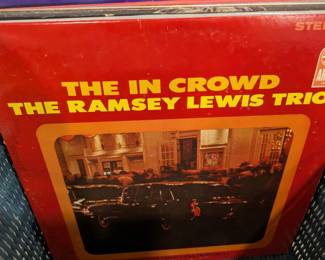 STE
THE IN CROWD
THE RAMSEY LEWIS TRIO